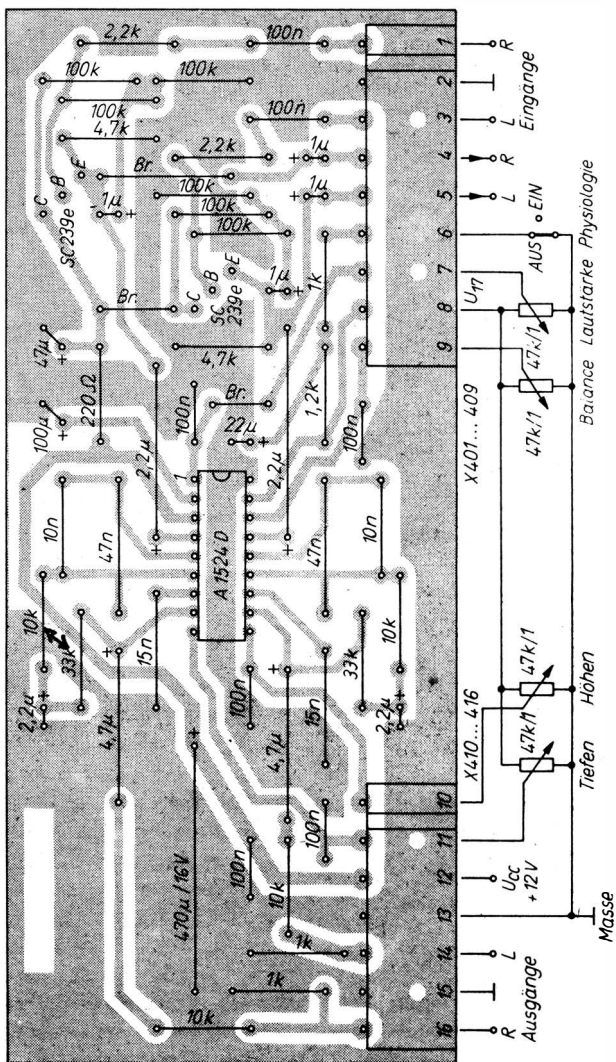 2,2k
100n
1
R
100k
100k
2
100k
100n
3
L
Eingänge
4,7k
2,2k
+
1μ
4
R
E
Br.
B
100k
+
1μ
5
L
C
SC239e
-1μ
+
100k
EIN
100k
6
AUS
Physiologie
E
B
1k
7
SC
239e
1μ
+
C
Br.
8
U17
47k/1
Lautstärke
47μ
+
4,7k
9
220Ω
47k/1
Balance
100μ
+
2,2μ
100n
Br.
1,2k
22μ
+
2,2μ
100n
X401...409
1
10n
47n
+
A1524D
+
47n
10n
10k
33k
15n
10k
33k
+
+
2,2μ
+
4,7μ
100n
4,7μ
15n
+
2,2μ
47k/1
Höhen
X410...416
47k/1
Tiefen
+
10
470μ/16V
100n
100n
11
10k
12
UCC
+12V
13
Masse
1k
14
L
1k
15
Ausgänge
10k
16
R